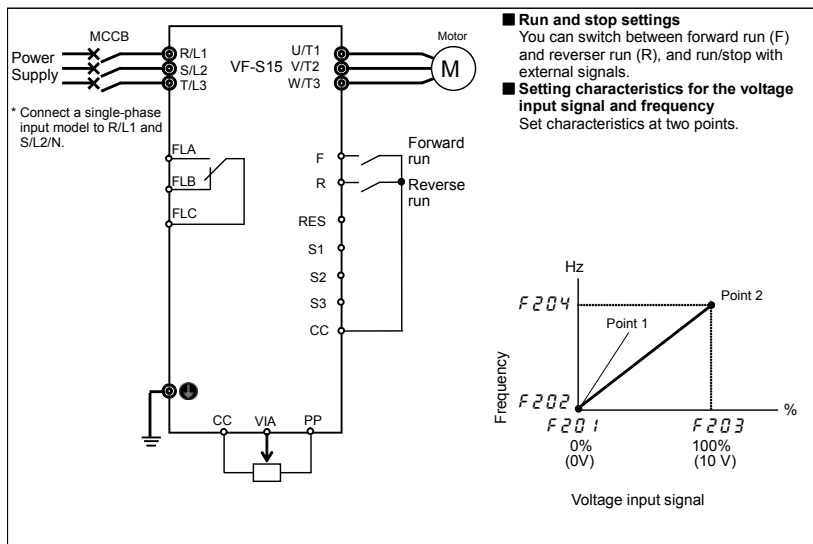 MCCB
Power
Supply
R/L1
S/L2
T/L3
VF-S15
U/T1
V/T2
W/T3
Motor
M
* Connect a single-phase
input model to R/L1 and
S/L2/N.
FLA
FLB
FLC
F
R
RES
S1
S2
S3
CC
Forward
run
Reverse
run
CC VIA PP
■ Run and stop settings
You can switch between forward run (F)
and reverser run (R), and run/stop with
external signals.
■ Setting characteristics for the voltage
input signal and frequency
Set characteristics at two points.
Hz
F204
Point 2
Point 1
Frequency
F202
%
F201 F203
0% 100%
(0V) (10 V)
Voltage input signal